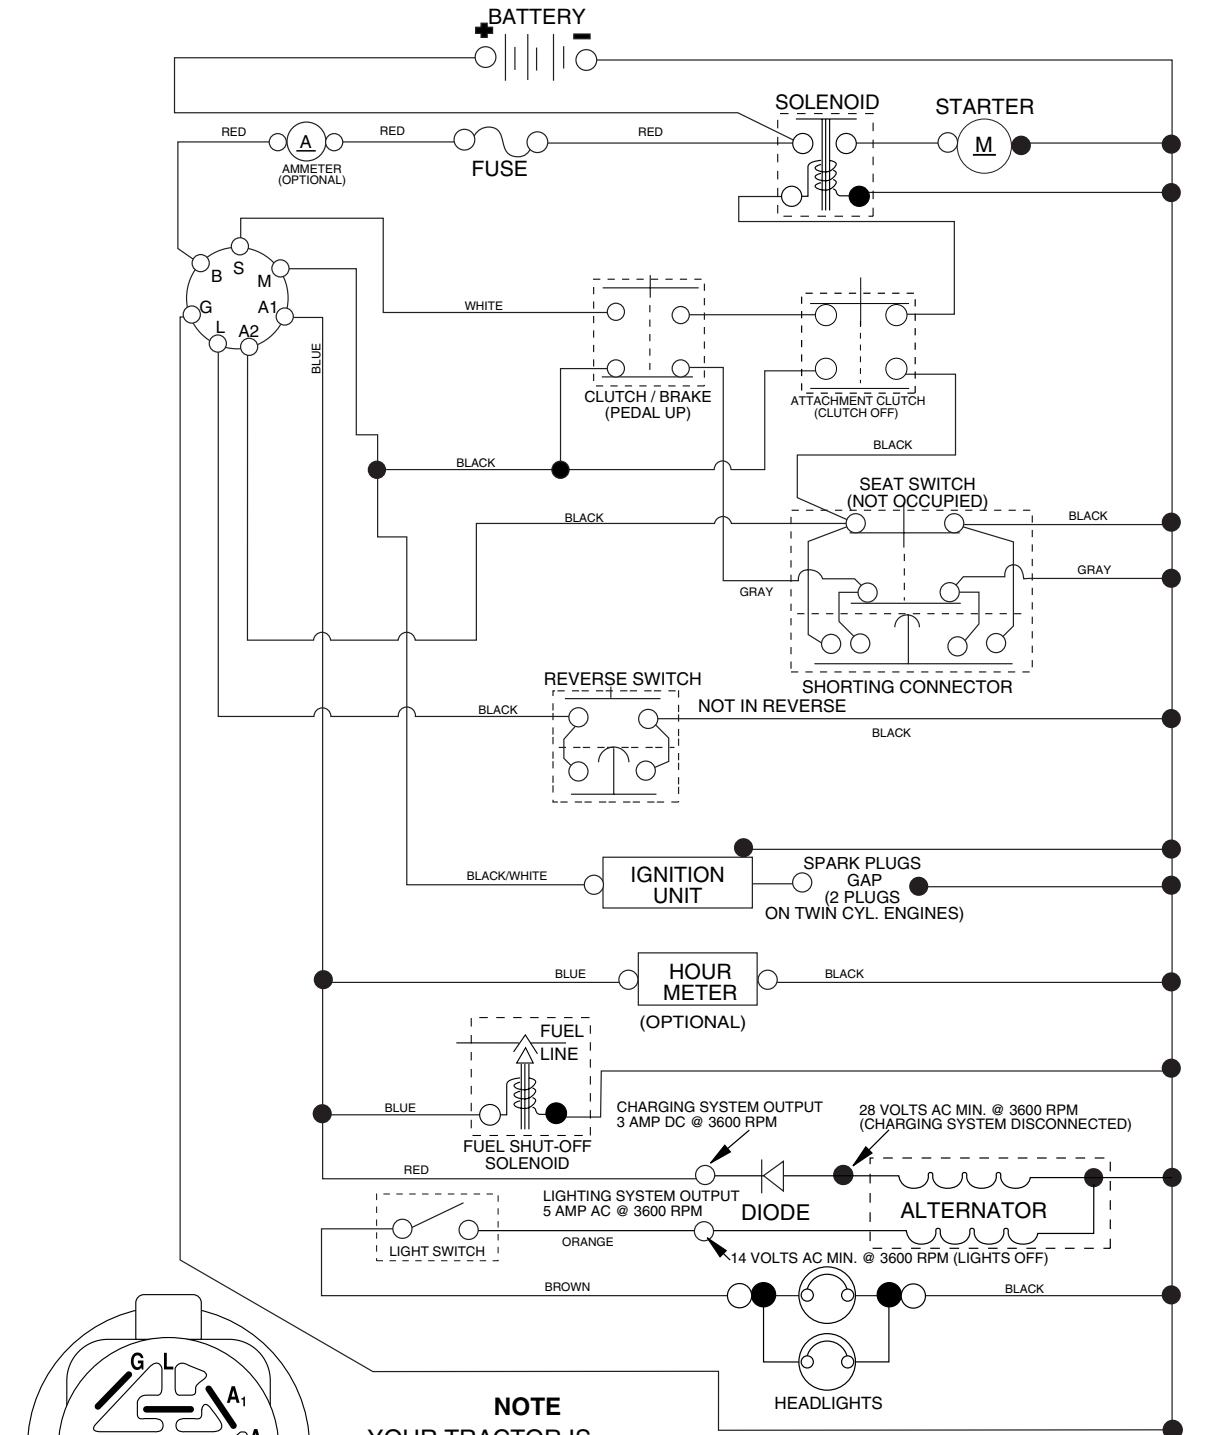 BATTERY
SOLENOID
STARTER
RED
A
RED
FUSE
RED
M
AMMETER
(OPTIONAL)
B
S
M
G
A1
L
A2
BLUE
WHITE
CLUTCH / BRAKE
(PEDAL UP)
ATTACHMENT CLUTCH
(CLUTCH OFF)
BLACK
BLACK
SEAT SWITCH
(NOT OCCUPIED)
BLACK
BLACK
GRAY
GRAY
SHORTING CONNECTOR
REVERSE SWITCH
NOT IN REVERSE
BLACK
BLACK
BLACK/WHITE
IGNITION
UNIT
SPARK PLUGS
GAP
(2 PLUGS
ON TWIN CYL. ENGINES)
BLUE
HOUR
METER
BLACK
(OPTIONAL)
FUEL
LINE
BLUE
FUEL SHUT-OFF
SOLENOID
CHARGING SYSTEM OUTPUT
3 AMP DC @ 3600 RPM
28 VOLTS AC MIN. @ 3600 RPM
(CHARGING SYSTEM DISCONNECTED)
RED
LIGHTING SYSTEM OUTPUT
5 AMP AC @ 3600 RPM
DIODE
ALTERNATOR
LIGHT SWITCH
ORANGE
14 VOLTS AC MIN. @ 3600 RPM (LIGHTS OFF)
BROWN
BLACK
HEADLIGHTS
G
L
A1
NOTE
YOUR TRACTOR IS